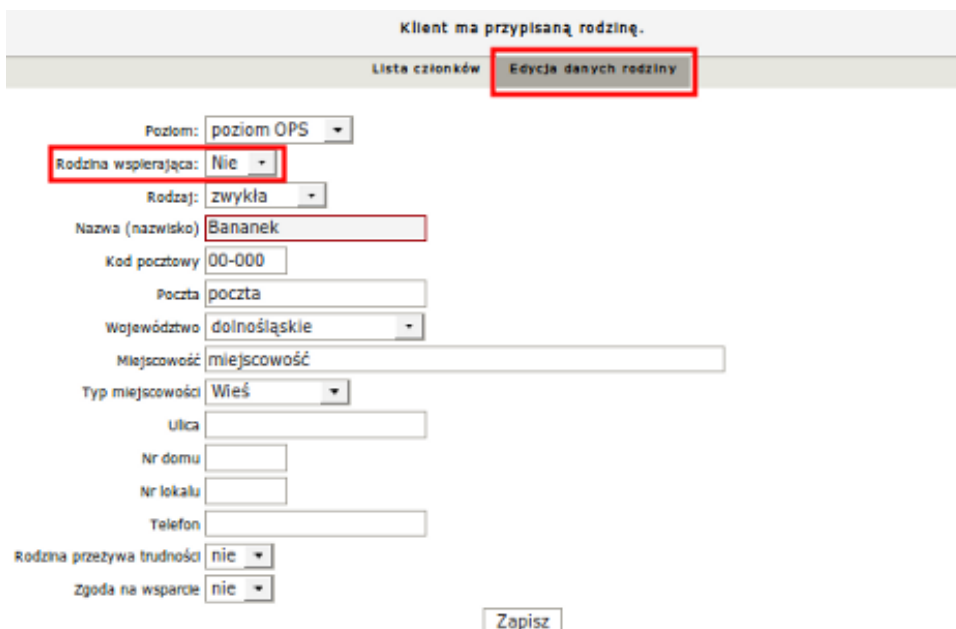 Klient ma przypisaną rodzinę.
Lista członków Edycja danych rodziny
Poziom: poziom OPS
Rodzina wspierająca: Nie
Rodzaj: zwykła
Nazwa (nazwisko) Bananek
Kod pocztowy 00-000
Poczta poczta
Województwo dolnośląskie
Miejscowość miejscowość
Typ miejscowości Wieś
Ulica
Nr domu
Nr lokalu
Telefon
Rodzina przeżywa trudności nie
Zgoda na wsparcie nie
Zapisz